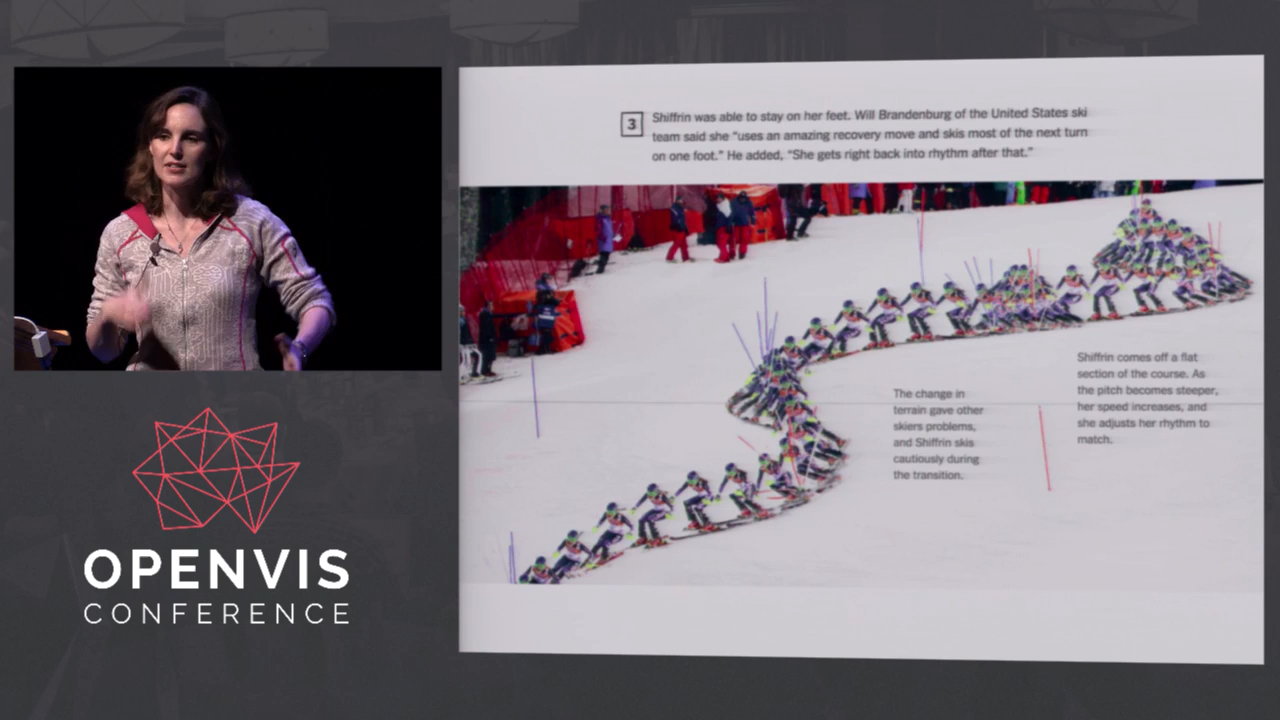 3
Shiffrin was able to stay on her feet. Will Brandenburg of the United States ski
team said she “uses an amazing recovery move and skis most of the next turn
on one foot.” He added, “She gets right back into rhythm after that.”
Shiffrin comes off a flat
section of the course. As
the pitch becomes steeper,
her speed increases, and
she adjusts her rhythm to
match.
The change in
terrain gave other
skiers problems,
and Shiffrin skis
cautiously during
the transition.
OPENVIS
CONFERENCE